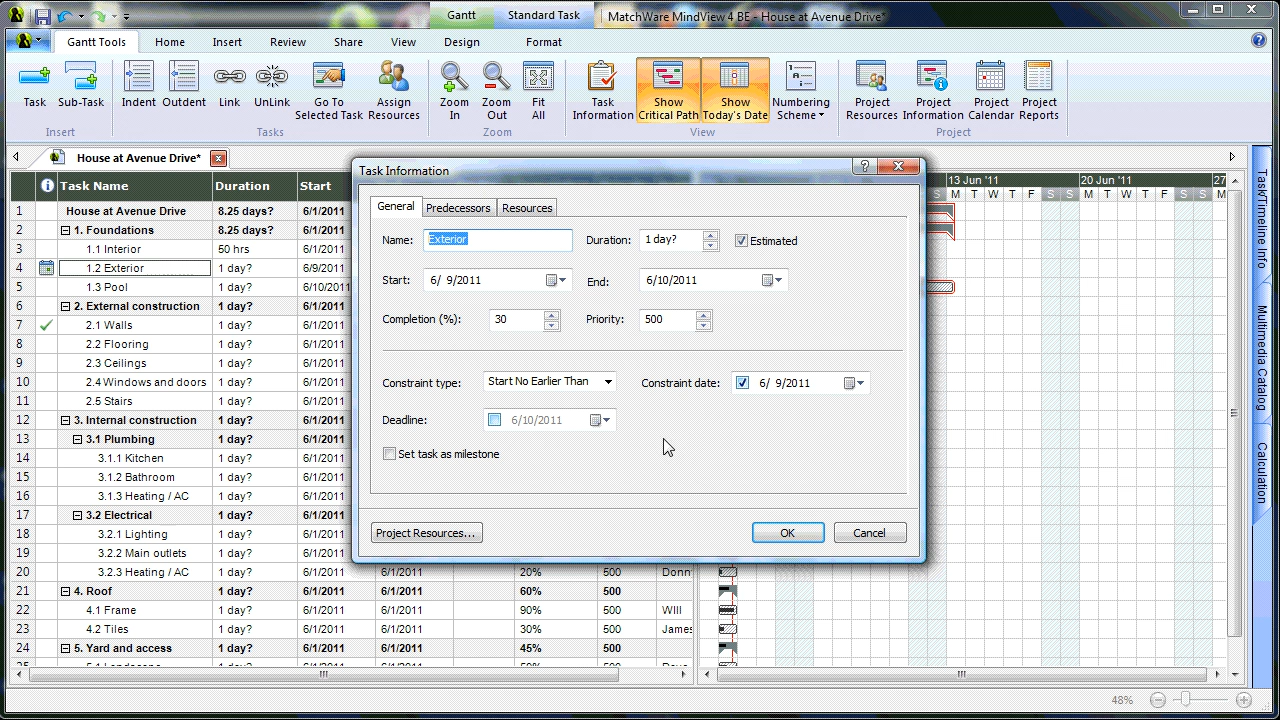 Gantt
Standard Task
MatchWare MindView 4 BE - House at Avenue Drive*
Gantt Tools
Home
Insert
Review
Share
View
Design
Format
Task
Sub-Task
Indent
Outdent
Link
UnLink
Go To
Selected Task
Assign
Resources
Zoom
In
Zoom
Out
Fit
All
Task
Information
Show
Critical Path
Show
Today's Date
Numbering
Scheme
Project
Resources
Project
Information
Project
Calendar
Project
Reports
Insert
Tasks
Zoom
View
Project
House at Avenue Drive*
Task Name Duration Start
13 Jun '11 20 Jun '11 27
M T W T F S S M T W T F S S M
1 House at Avenue Drive 8.25 days? 6/1/2011
2 1. Foundations 8.25 days? 6/1/2011
3 1.1 Interior 50 hrs 6/1/2011
4 1.2 Exterior 1 day? 6/9/2011
5 1.3 Pool 1 day? 6/10/2011
6 2. External construction 1 day? 6/1/2011
7 2.1 Walls 1 day? 6/1/2011
8 2.2 Flooring 1 day? 6/1/2011
9 2.3 Ceilings 1 day? 6/1/2011
10 2.4 Windows and doors 1 day? 6/1/2011
11 2.5 Stairs 1 day? 6/1/2011
12 3. Internal construction 1 day? 6/1/2011
13 3.1 Plumbing 1 day? 6/1/2011
14 3.1.1 Kitchen 1 day? 6/1/2011
15 3.1.2 Bathroom 1 day? 6/1/2011
16 3.1.3 Heating / AC 1 day? 6/1/2011
17 3.2 Electrical 1 day? 6/1/2011
18 3.2.1 Lighting 1 day? 6/1/2011
19 3.2.2 Main outlets 1 day? 6/1/2011
20 3.2.3 Heating / AC 1 day? 6/1/2011 6/1/2011 20% 500 Donn
21 4. Roof 1 day? 6/1/2011 6/1/2011 60% 500
22 4.1 Frame 1 day? 6/1/2011 6/1/2011 90% 500 WIll
23 4.2 Tiles 1 day? 6/1/2011 6/1/2011 30% 500 James
24 5. Yard and access 1 day? 6/1/2011 6/1/2011 45% 500
Task Information
General
Predecessors
Resources
Name: Exterior
Duration: 1 day?
Estimated
Start: 6/ 9/2011
End: 6/10/2011
Completion (%): 30
Priority: 500
Constraint type: Start No Earlier Than
Constraint date: 6/ 9/2011
Deadline: 6/10/2011
Set task as milestone
Project Resources...
OK
Cancel
Task/Timeline Info
Multimedia Catalog
Calculation
48%